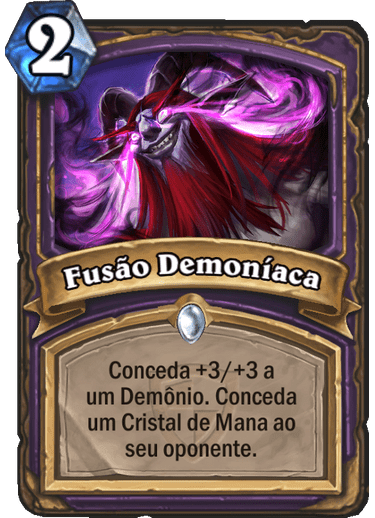 2
Fusão Demoníaca
Conceda +3/+3 a
um Demônio. Conceda
um Cristal de Mana ao
seu oponente.